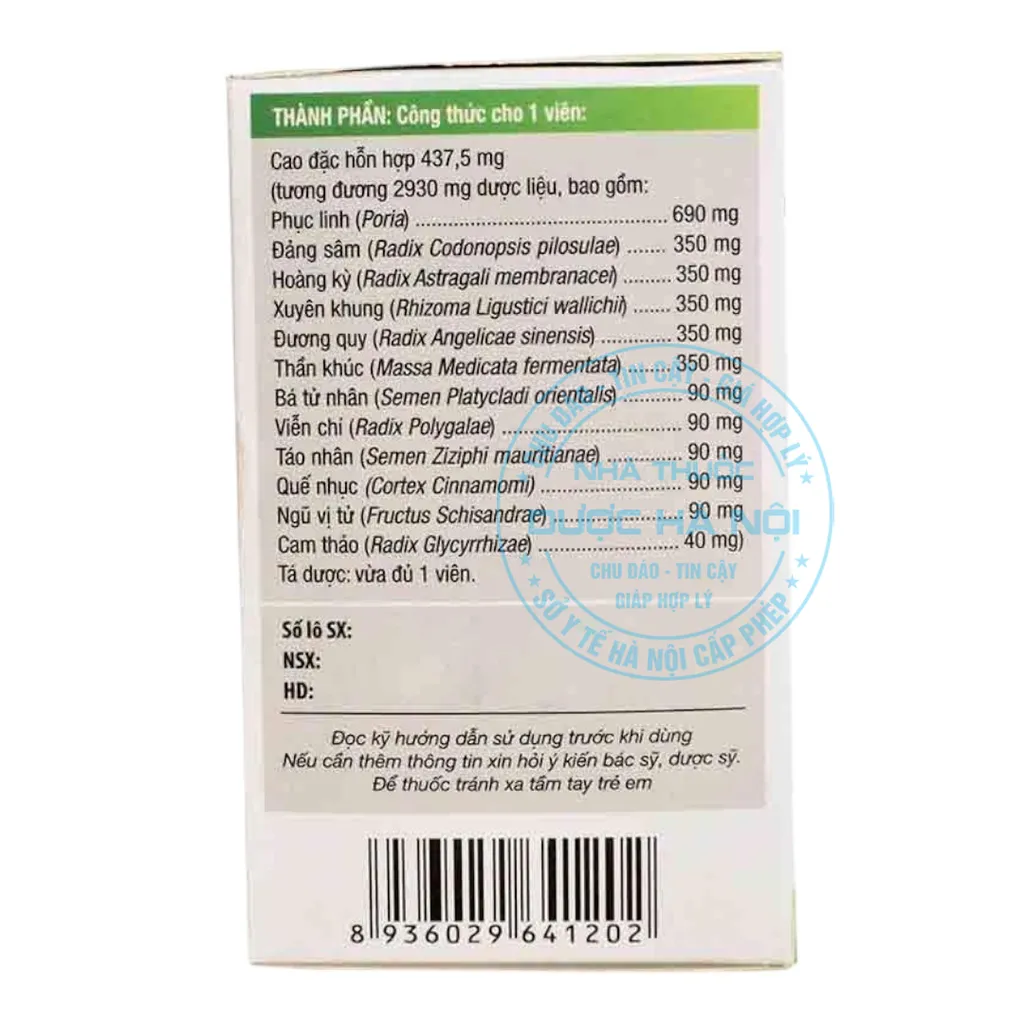 THÀNH PHẦN: Công thức cho 1 viên:
Cao đặc hỗn hợp 437,5 mg
(tương đương 2930 mg dược liệu, bao gồm:
Phục linh (Poria) ........................................ 690 mg
Đảng sâm (Radix Codonopsis pilosulae) ....... 350 mg
Hoàng kỳ (Radix Astragali membranacei) ......... 350 mg
Xuyên khung (Rhizoma Ligustici wallichii) ....... 350 mg
Đương quy (Radix Angelicae sinensis) ............. 350 mg
Thần khúc (Massa Medicata fermentata) ......... 350 mg
Bá tử nhân (Semen Platycladi orientalis) .......... 90 mg
Viễn chí (Radix Polygalae) .............................. 90 mg
Táo nhân (Semen Ziziphi mauritianae) ............. 90 mg
Quế nhục (Cortex Cinnamomi) ........................ 90 mg
Ngũ vị tử (Fructus Schisandrae) ...................... 90 mg
Cam thảo (Radix Glycyrrhizae) ........................ 40 mg)
Tá dược: vừa đủ 1 viên.
CHU ĐÁO - TIN CẬY - GIÁ HỢP LÝ
NHÀ THUỐC
DƯỢC HÀ NỘI
CHU ĐÁO - TIN CẬY
GIÁP HỢP LÝ
SỞ Y TẾ HÀ NỘI CẤP PHÉP
Số lô SX:
NSX:
HD:
Đọc kỹ hướng dẫn sử dụng trước khi dùng
Nếu cần thêm thông tin xin hỏi ý kiến bác sỹ, dược sỹ.
Để thuốc tránh xa tầm tay trẻ em
8 936029 641202